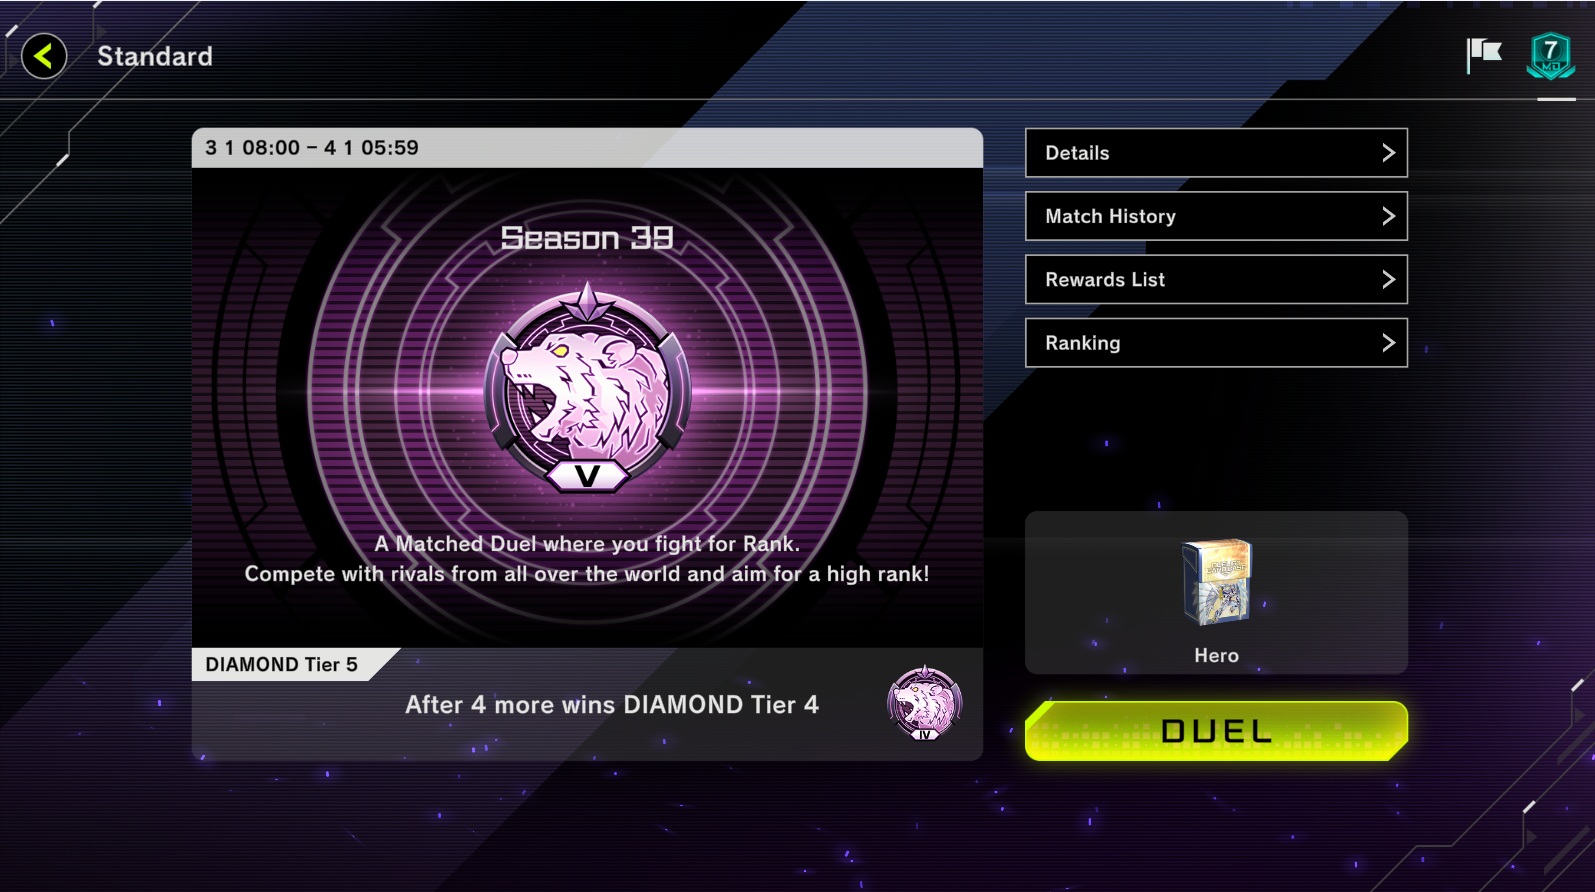 Standard
7
MD
3 1 08:00 – 4 1 05:59
Season 39
V
A Matched Duel where you fight for Rank.
Compete with rivals from all over the world and aim for a high rank!
DIAMOND Tier 5
After 4 more wins DIAMOND Tier 4
IV
Details
Match History
Rewards List
Ranking
Hero
DUEL